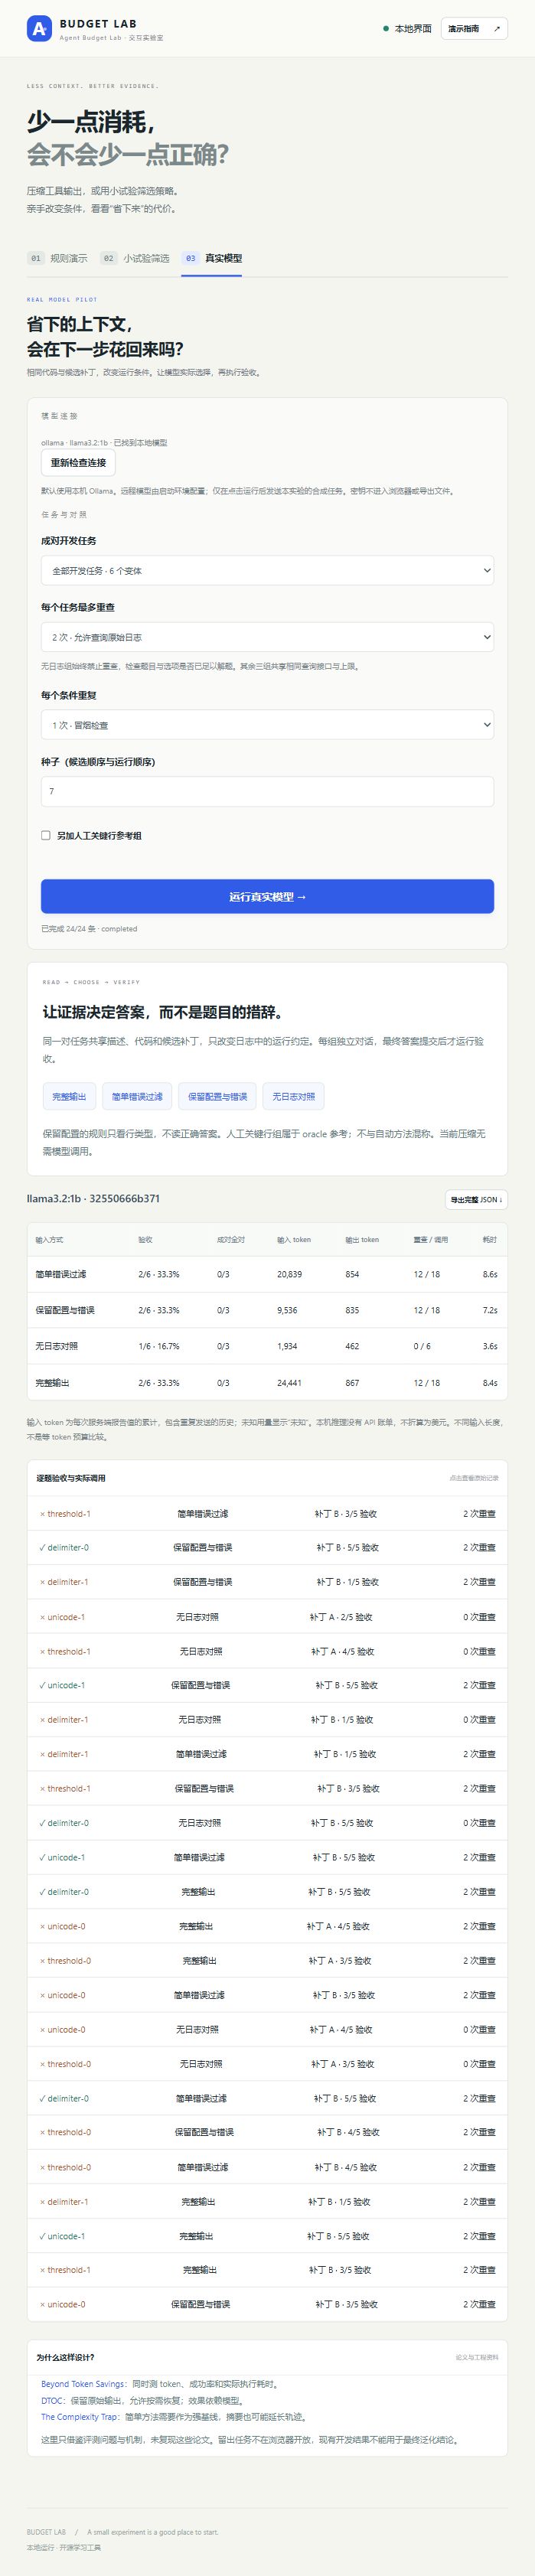 BUDGET LAB
Agent Budget Lab · 交互实验室
本地界面
演示指南 ↗
LESS CONTEXT. BETTER EVIDENCE.
少一点消耗，
会不会少一点正确？
压缩工具输出，或用小试验筛选策略。
亲手改变条件，看看“省下来”的代价。
01 规则演示 02 小试验筛选 03 真实模型
REAL MODEL PILOT
省下的上下文，
会在下一步花回来吗？
相同代码与候选补丁，改变运行条件。让模型实际选择，再执行验收。
模型连接
ollama · llama3.2:1b · 已找到本地模型
重新检查连接
默认使用本机 Ollama。远程模型由启动环境配置；仅在点击运行后发送本实验的合成任务。密钥不进入浏览器或导出文件。
任务与对照
成对开发任务
全部开发任务 · 6 个变体
每个任务最多重查
2 次 · 允许查询原始日志
无日志组始终禁止重查，检查题目与选项是否已足以解题。其余三组共享相同查询接口与上限。
每个条件重复
1 次 · 冒烟检查
种子（候选顺序与运行顺序）
7
另加人工关键行参考组
运行真实模型 →
已完成 24/24 条 · completed
READ → CHOOSE → VERIFY
让证据决定答案，而不是题目的措辞。
同一对任务共享描述、代码和候选补丁，只改变日志中的运行约定。每组独立对话，最终答案提交后才运行验
收。
完整输出 简单错误过滤 保留配置与错误 无日志对照
保留配置的规则只看行类型，不读正确答案。人工关键行组属于 oracle 参考；不与自动方法混称。当前压缩无
需模型调用。
llama3.2:1b · 32550666b371
导出完整 JSON ↓
输入方式 验收 成对全对 输入 token 输出 token 重查 / 调用 耗时
简单错误过滤 2/6 · 33.3% 0/3 20,839 854 12 / 18 8.6s
保留配置与错误 2/6 · 33.3% 0/3 9,536 835 12 / 18 7.2s
无日志对照 1/6 · 16.7% 0/3 1,934 462 0 / 6 3.6s
完整输出 2/6 · 33.3% 0/3 24,441 867 12 / 18 8.4s
输入 token 为每次服务端报告值的累计，包含重复发送的历史；未知用量显示“未知”。本机推理没有 API 账单，不折算为美元。不同输入长度，
不是等 token 预算比较。
逐题验收与实际调用
点击查看原始记录
× threshold-1 简单错误过滤 补丁 B · 3/5 验收 2 次重查
✓ delimiter-0 保留配置与错误 补丁 B · 5/5 验收 2 次重查
× delimiter-1 保留配置与错误 补丁 B · 1/5 验收 2 次重查
× unicode-1 无日志对照 补丁 A · 2/5 验收 0 次重查
× threshold-1 无日志对照 补丁 A · 4/5 验收 0 次重查
✓ unicode-1 保留配置与错误 补丁 B · 5/5 验收 2 次重查
× delimiter-1 无日志对照 补丁 B · 1/5 验收 0 次重查
× delimiter-1 简单错误过滤 补丁 B · 1/5 验收 2 次重查
× threshold-1 保留配置与错误 补丁 B · 3/5 验收 2 次重查
✓ delimiter-0 无日志对照 补丁 B · 5/5 验收 0 次重查
✓ unicode-1 简单错误过滤 补丁 B · 5/5 验收 2 次重查
✓ delimiter-0 完整输出 补丁 B · 5/5 验收 2 次重查
× unicode-0 完整输出 补丁 A · 4/5 验收 2 次重查
× threshold-0 完整输出 补丁 A · 3/5 验收 2 次重查
× unicode-0 简单错误过滤 补丁 B · 3/5 验收 2 次重查
× unicode-0 无日志对照 补丁 A · 4/5 验收 0 次重查
× threshold-0 无日志对照 补丁 A · 3/5 验收 0 次重查
✓ delimiter-0 简单错误过滤 补丁 B · 5/5 验收 2 次重查
× threshold-0 保留配置与错误 补丁 B · 4/5 验收 2 次重查
× threshold-0 简单错误过滤 补丁 B · 4/5 验收 2 次重查
× delimiter-1 完整输出 补丁 B · 1/5 验收 2 次重查
✓ unicode-1 完整输出 补丁 B · 5/5 验收 2 次重查
× threshold-1 完整输出 补丁 B · 3/5 验收 2 次重查
× unicode-0 保留配置与错误 补丁 B · 3/5 验收 2 次重查
为什么这样设计？
论文与工程资料
Beyond Token Savings：同时测 token、成功率和实际执行耗时。
DTOC：保留原始输出，允许按需恢复；效果依赖模型。
The Complexity Trap：简单方法需要作为强基线，摘要也可能延长轨迹。
这里只借鉴评测问题与机制，未复现这些论文。留出任务不在浏览器开放，现有开发结果不能用于最终泛化结论。
BUDGET LAB / A small experiment is a good place to start.
本地运行 · 开源学习工具